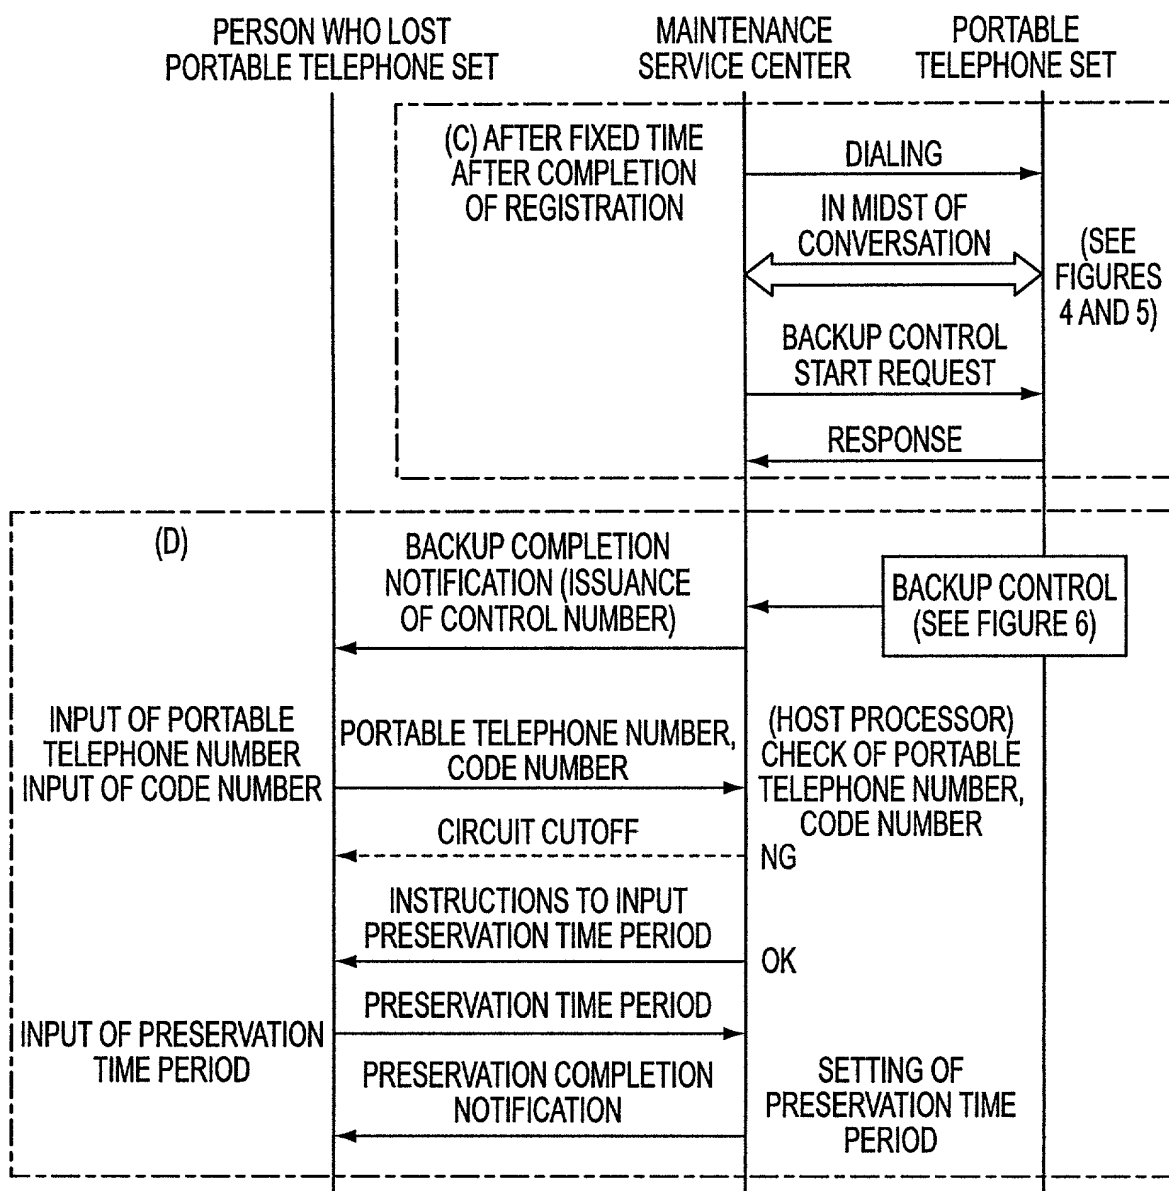 PERSON WHO LOST
PORTABLE TELEPHONE SET
MAINTENANCE
SERVICE CENTER
PORTABLE
TELEPHONE SET
(C) AFTER FIXED TIME
AFTER COMPLETION
OF REGISTRATION
DIALING
IN MIDST OF
CONVERSATION
(SEE
FIGURES
4 AND 5)
BACKUP CONTROL
START REQUEST
RESPONSE
(D)
BACKUP COMPLETION
NOTIFICATION (ISSUANCE
OF CONTROL NUMBER)
BACKUP CONTROL
(SEE FIGURE 6)
INPUT OF PORTABLE
TELEPHONE NUMBER
INPUT OF CODE NUMBER
PORTABLE TELEPHONE NUMBER,
CODE NUMBER
(HOST PROCESSOR)
CHECK OF PORTABLE
TELEPHONE NUMBER,
CODE NUMBER
CIRCUIT CUTOFF
NG
INSTRUCTIONS TO INPUT
PRESERVATION TIME PERIOD
OK
PRESERVATION TIME PERIOD
INPUT OF PRESERVATION
TIME PERIOD
PRESERVATION COMPLETION
NOTIFICATION
SETTING OF
PRESERVATION TIME
PERIOD